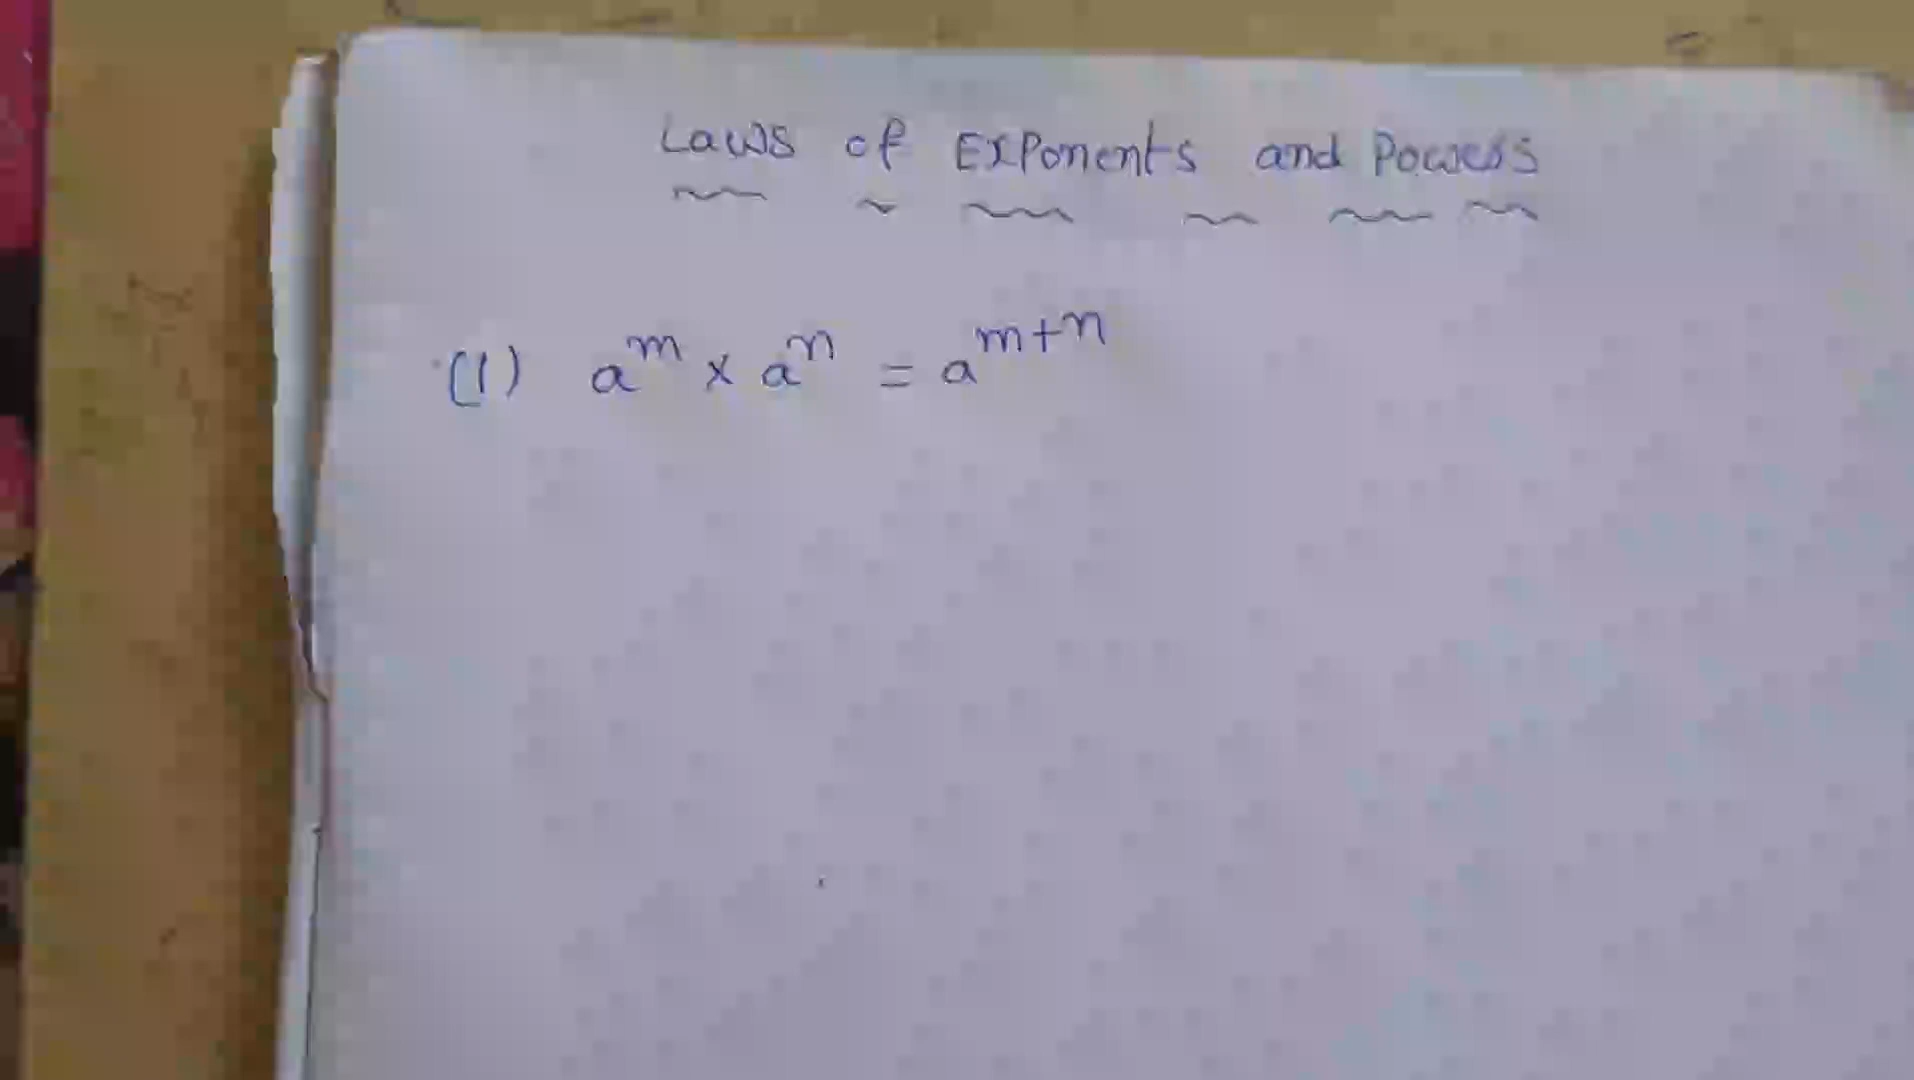 Laws of Exponents and Powers
(1) a^m × a^n = a^m+n